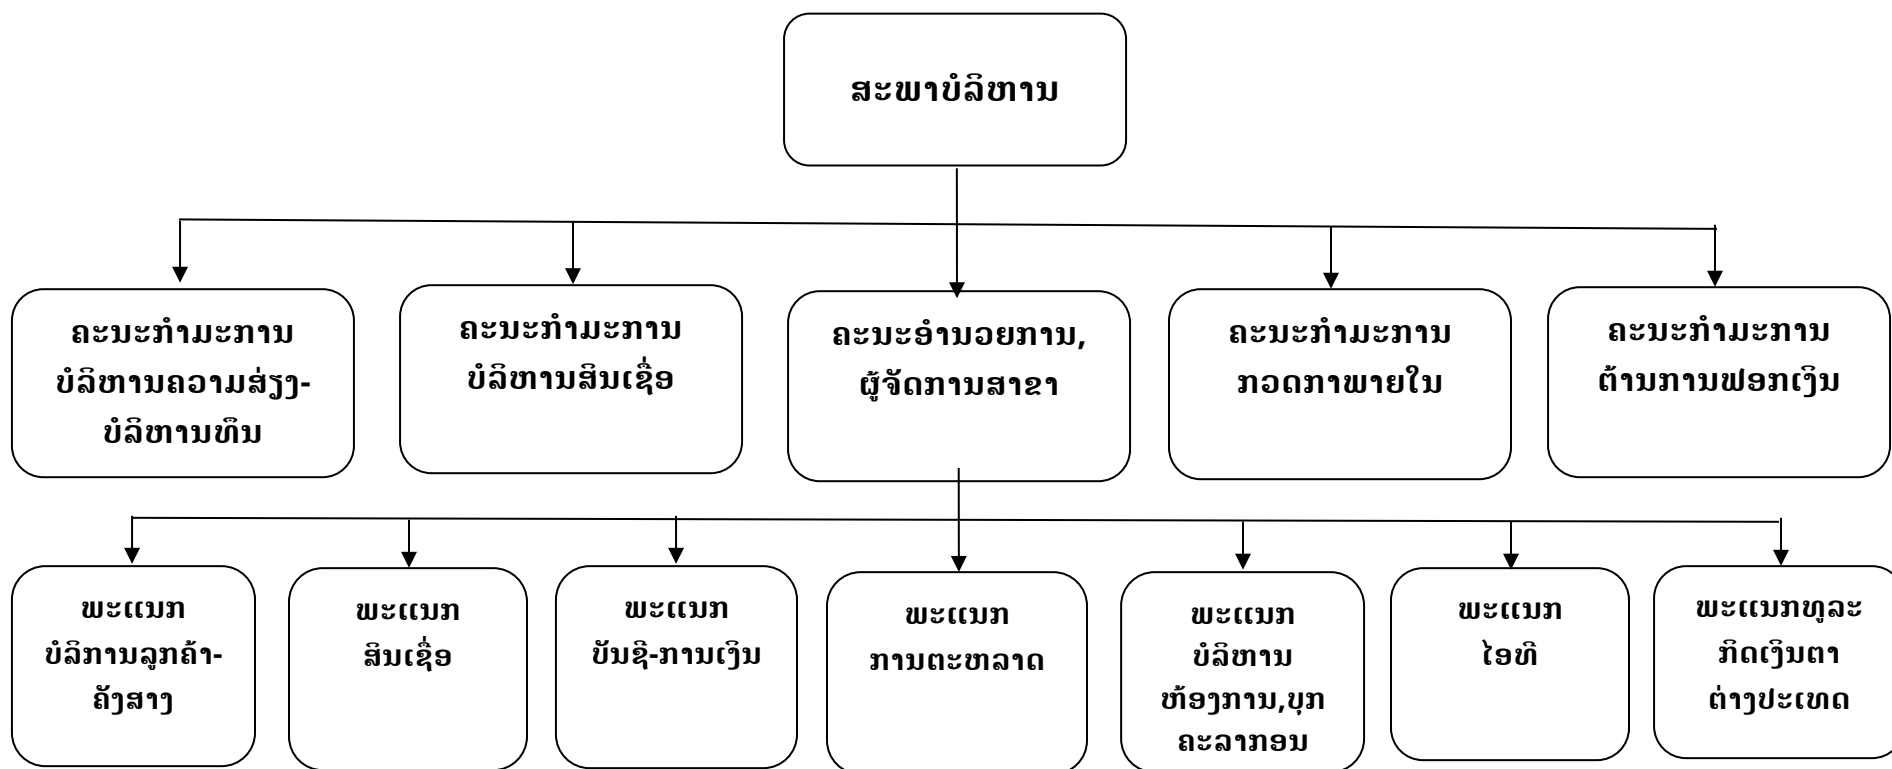 ສະພາບໍລິຫານ
ຄະນະກຳມະການ
ບໍລິຫານຄວາມສ່ຽງ-
ບໍລິຫານທຶນ
ຄະນະກຳມະການ
ບໍລິຫານສິນເຊື່ອ
ຄະນະອຳນວຍການ,
ຜູ້ຈັດການສາຂາ
ຄະນະກຳມະການ
ກວດກາພາຍໃນ
ຄະນະກຳມະການ
ຕ້ານການຟອກເງິນ
ພະແນກ
ບໍລິການລູກຄ້າ-
ຄັງສາງ
ພະແນກ
ສິນເຊື່ອ
ພະແນກ
ບັນຊີ-ການເງິນ
ພະແນກ
ການຕະຫລາດ
ພະແນກ
ບໍລິຫານ
ຫ້ອງການ,ບຸກ
ຄະລາກອນ
ພະແນກ
ໄອທີ
ພະແນກທູລະ
ກິດເງິນຕາ
ຕ່າງປະເທດ